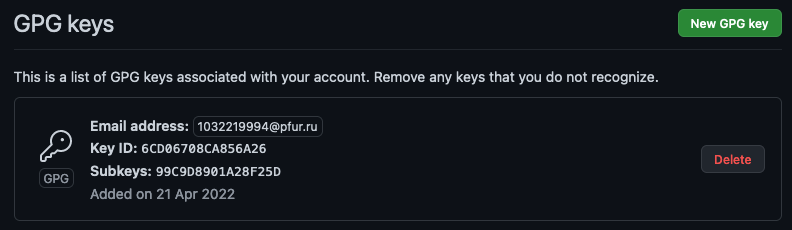 GPG keys
New GPG key
This is a list of GPG keys associated with your account. Remove any keys that you do not recognize.
Email address: 1032219994@pfur.ru
Key ID: 6CD06708CA856A26
Subkeys: 99C9D8901A28F25D
Added on 21 Apr 2022
GPG
Delete